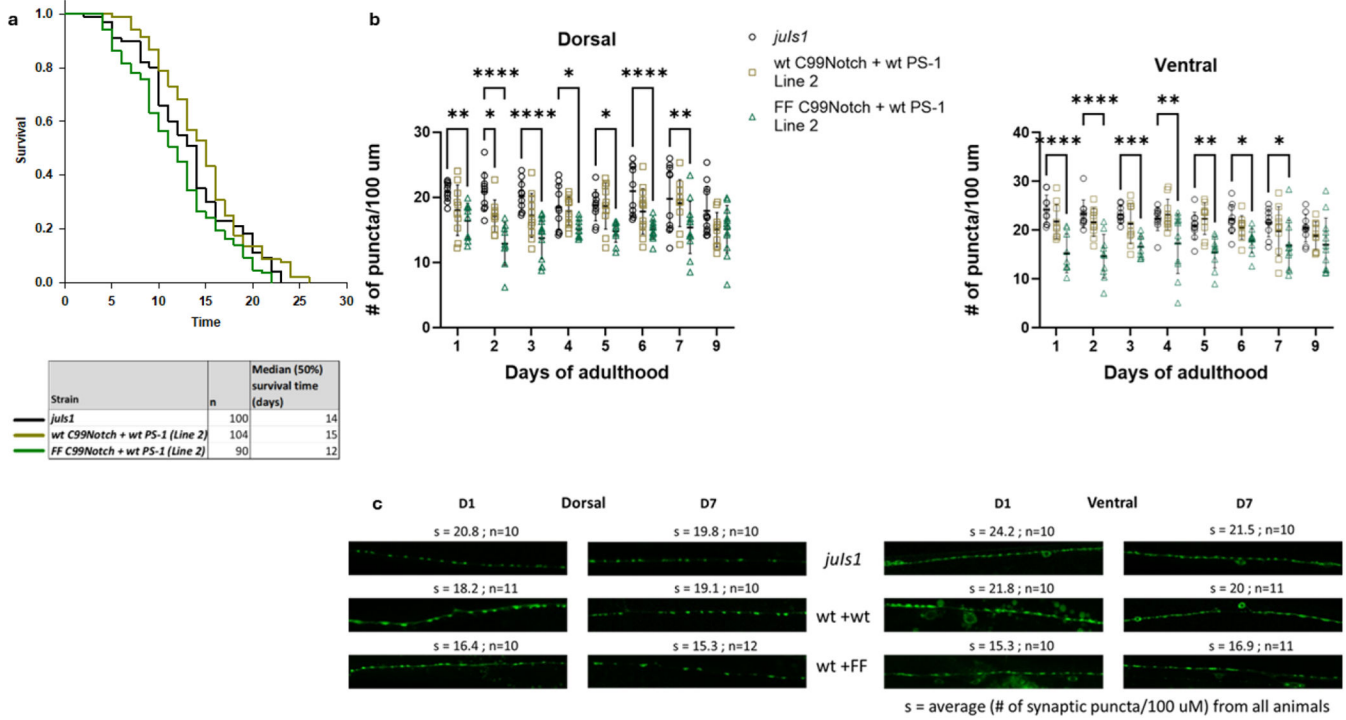 a
1.0
0.8
0.6
0.4
0.2
0.0
Survival
0 5 10 15 20 25 30
Time
Strain n Median (50%) survival time (days)
juIs1 100 14
wt C99Notch + wt PS-1 (Line 2) 104 15
FF C99Notch + wt PS-1 (Line 2) 90 12
b
Dorsal
**** * ****
** * **** * **
30
20
10
0
# of puncta/100 um
1 2 3 4 5 6 7 9
Days of adulthood
juIs1
wt C99Notch + wt PS-1
Line 2
FF C99Notch + wt PS-1
Line 2
Ventral
**** **
**** *** ** * *
40
30
20
10
0
# of puncta/100 um
1 2 3 4 5 6 7 9
Days of adulthood
c
D1 Dorsal D7 D1 Ventral D7
s = 20.8 ; n=10 s = 19.8 ; n=10 s = 24.2 ; n=10 s = 21.5 ; n=10
juIs1
s = 18.2 ; n=11 s = 19.1 ; n=10 s = 21.8 ; n=10 s = 20 ; n=11
wt +wt
s = 16.4 ; n=10 s = 15.3 ; n=12 s = 15.3 ; n=10 s = 16.9 ; n=11
wt +FF
s = average (# of synaptic puncta/100 uM) from all animals